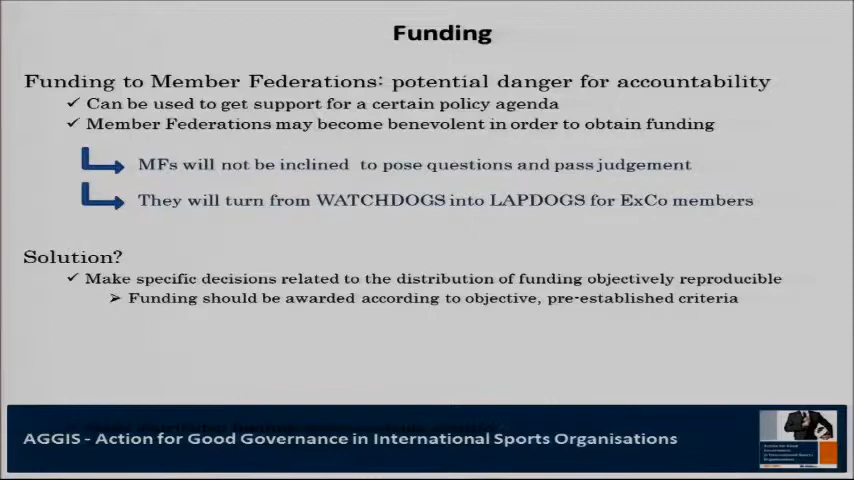 Funding
Funding to Member Federations: potential danger for accountability
✓ Can be used to get support for a certain policy agenda
✓ Member Federations may become benevolent in order to obtain funding
MFs will not be inclined to pose questions and pass judgement
They will turn from WATCHDOGS into LAPDOGS for ExCo members
Solution?
✓ Make specific decisions related to the distribution of funding objectively reproducible
➢ Funding should be awarded according to objective, pre-established criteria
AGGIS - Action for Good Governance in International Sports Organisations